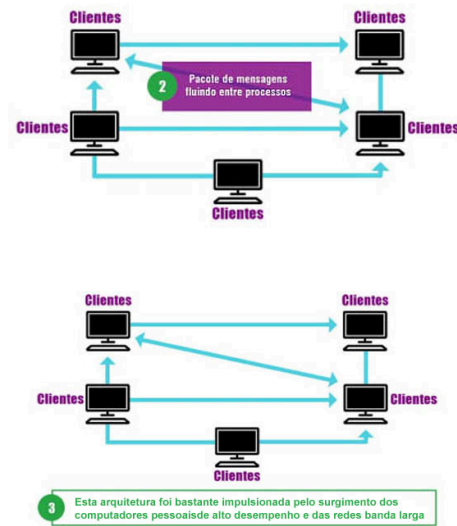 Clientes
Clientes
2
Pacote de mensagens
fluindo entre processos
Clientes
Clientes
Clientes
Clientes
Clientes
Clientes
Clientes
Clientes
3
Esta arquitetura foi bastante impulsionada pelo surgimento dos
computadores pessoaisde alto desempenho e das redes banda larga